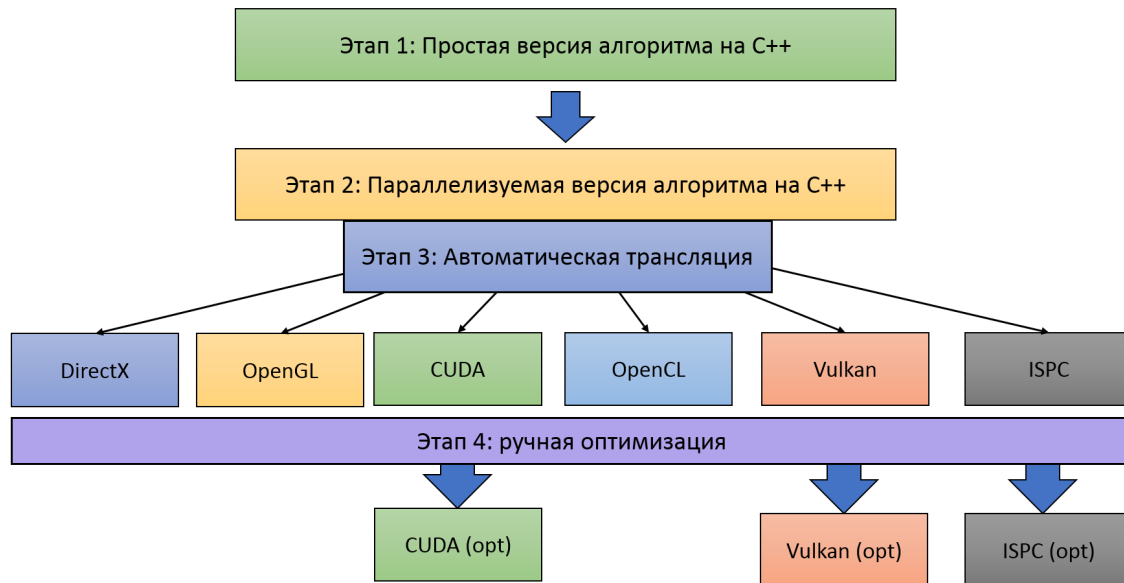 Этап 1: Простая версия алгоритма на C++
Этап 2: Параллелизуемая версия алгоритма на C++
Этап 3: Автоматическая трансляция
DirectX
OpenGL
CUDA
OpenCL
Vulkan
ISPC
Этап 4: ручная оптимизация
CUDA (opt)
Vulkan (opt)
ISPC (opt)